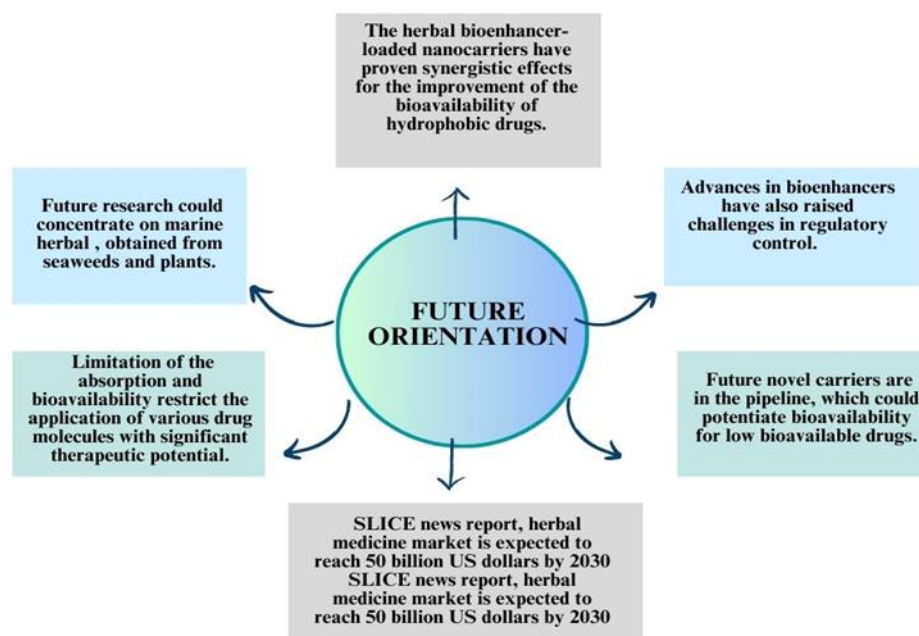 The herbal bioenhancer-
loaded nanocarriers have
proven synergistic effects
for the improvement of the
bioavailability of
hydrophobic drugs.
Future research could
concentrate on marine
herbal , obtained from
seaweeds and plants.
Advances in bioenhancers
have also raised
challenges in regulatory
control.
FUTURE
ORIENTATION
Limitation of the
absorption and
bioavailability restrict the
application of various drug
molecules with significant
therapeutic potential.
Future novel carriers are
in the pipeline, which could
potentiate bioavailability
for low bioavailable drugs.
SLICE news report, herbal
medicine market is expected to
reach 50 billion US dollars by 2030
SLICE news report, herbal
medicine market is expected to
reach 50 billion US dollars by 2030